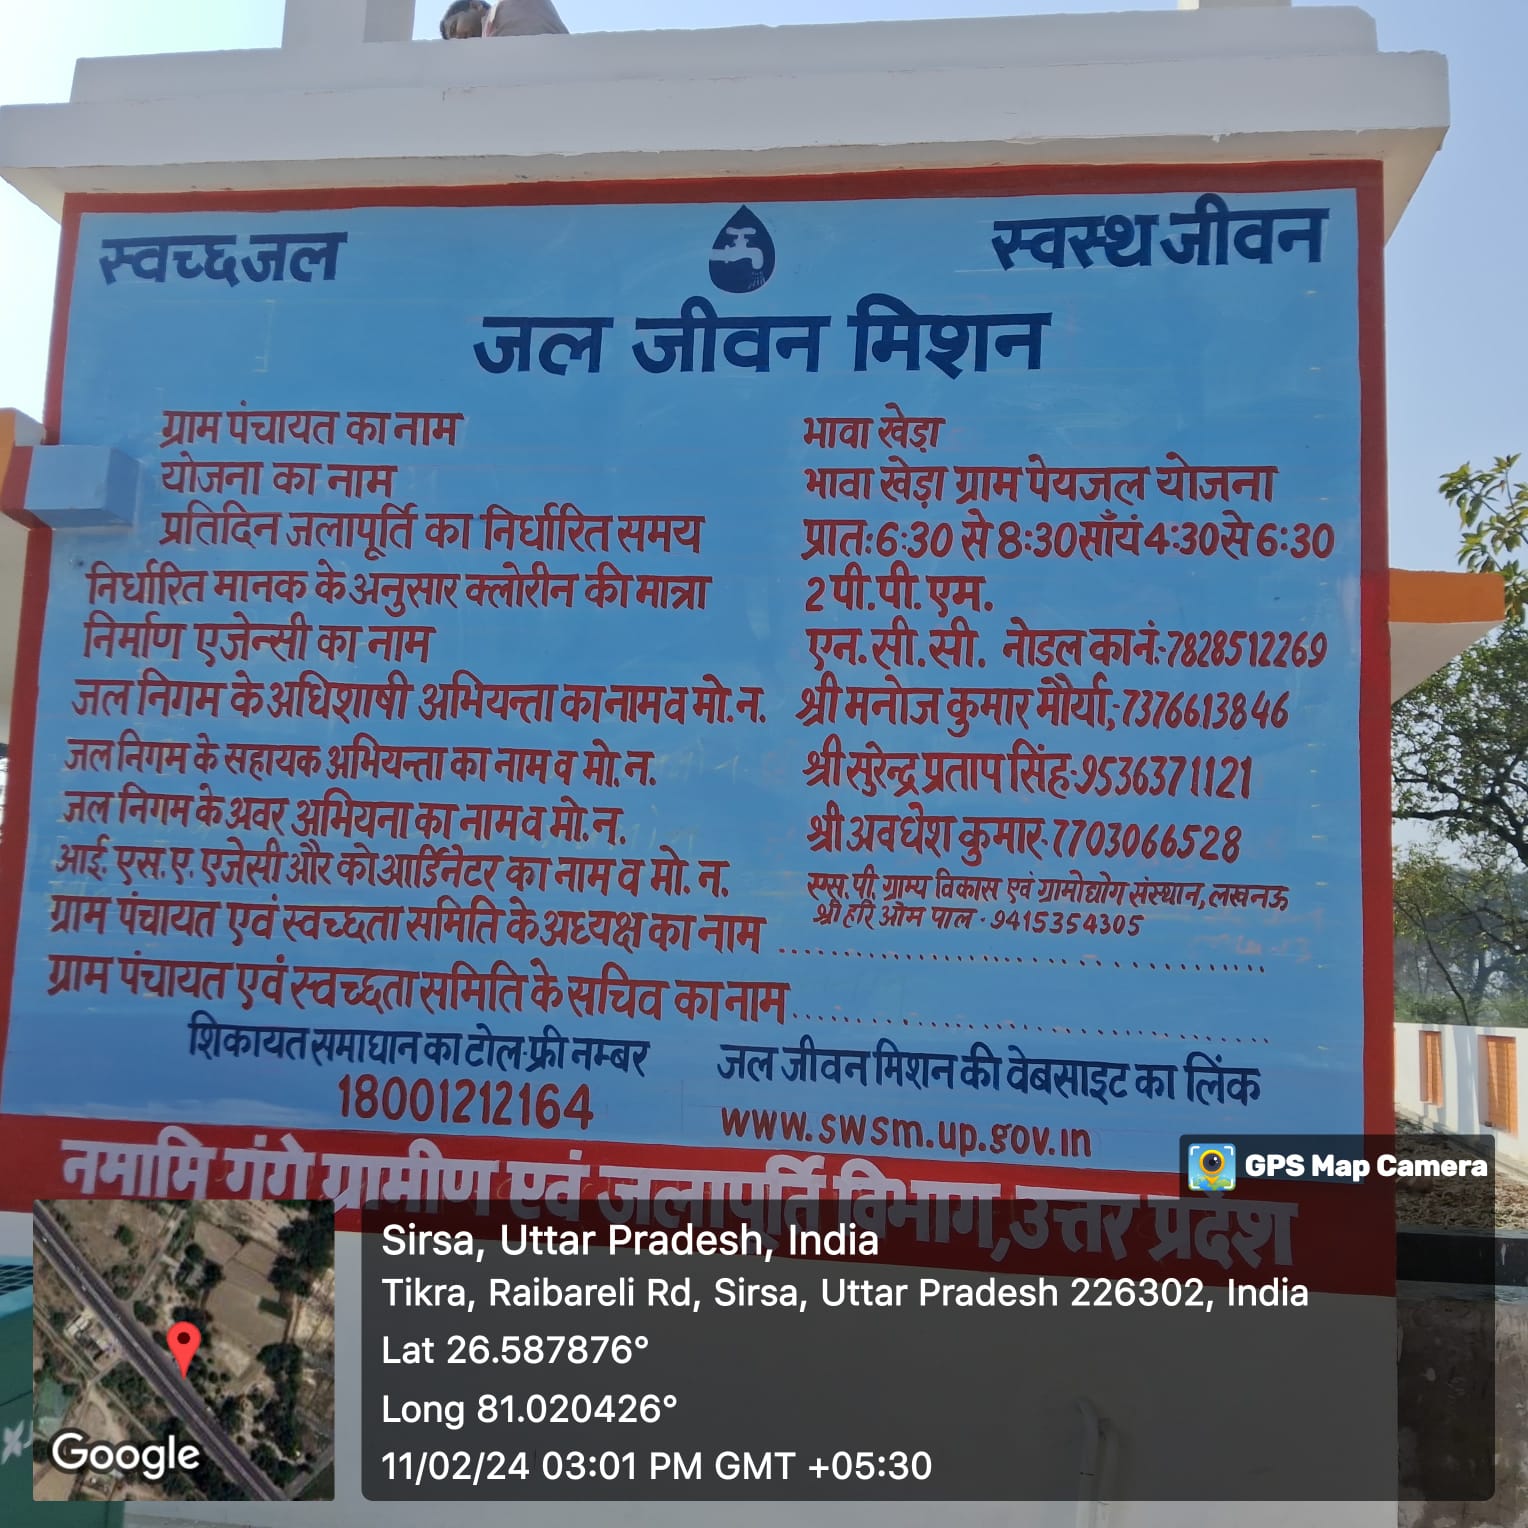 स्वच्छ जल
स्वस्थ जीवन
जल जीवन मिशन
ग्राम पंचायत का नाम भावा खेड़ा
योजना का नाम भावा खेड़ा ग्राम पेयजल योजना
प्रतिदिन जलापूर्ति का निर्धारित समय प्रातः 6:30 से 8:30 साँयं 4:30 से 6:30
निर्धारित मानक के अनुसार क्लोरीन की मात्रा 2 पी.पी. एम.
निर्माण एजेन्सी का नाम एन.सी.सी. नोडल का नं:-7828512269
जल निगम के अधिशाषी अभियन्ता का नाम व मो.न. श्री मनोज कुमार मौर्या,-7376613846
जल निगम के सहायक अभियन्ता का नाम व मो.न. श्री सुरेन्द्र प्रताप सिंह-9536371121
जल निगम के अवर अभियना का नाम व मो.न. श्री अवधेश कुमार-7703066528
आई. एस.ए. एजेसी और को आर्डिनेटर का नाम व मो. न. एस. पी. ग्राम्य विकास एवं ग्रामोद्योग संस्थान, लखनऊ
श्री हरि ओम पाल - 9415354305
ग्राम पंचायत एवं स्वच्छता समिति के अध्यक्ष का नाम ..........
ग्राम पंचायत एवं स्वच्छता समिति के सचिव का नाम ..........
शिकायत समाघान का टोल-फ्री नम्बर
18001212164
जल जीवन मिशन की वेबसाइट का लिंक
www.swsm.up.gov.in
नमामि गंगे ग्रामीण एवं जलापूर्ति विभाग, उत्तर प्रदेश
GPS Map Camera
Sirsa, Uttar Pradesh, India
Tikra, Raibareli Rd, Sirsa, Uttar Pradesh 226302, India
Lat 26.587876°
Long 81.020426°
11/02/24 03:01 PM GMT +05:30
Google